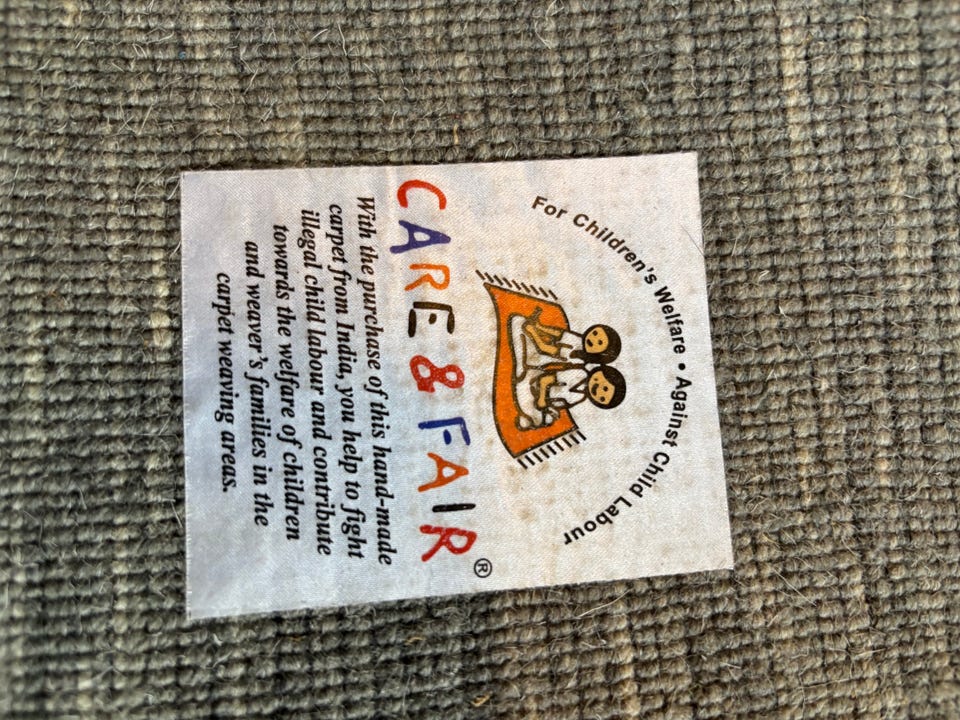 For Children's Welfare • Against Child Labour
CARE & FAIR®
With the purchase of this hand-made
carpet from India, you help to fight
illegal child labour and contribute
towards the welfare of children
and weaver's families in the
carpet weaving areas.